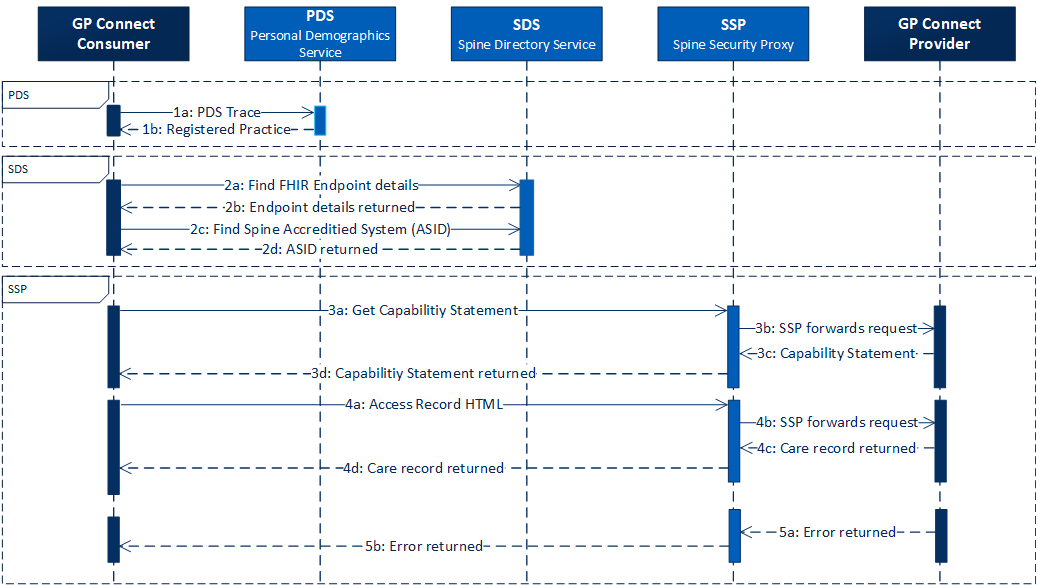 GP Connect
Consumer
PDS
Personal Demographics
Service
SDS
Spine Directory Service
SSP
Spine Security Proxy
GP Connect
Provider
PDS
1a: PDS Trace
1b: Registered Practice
SDS
2a: Find FHIR Endpoint details
2b: Endpoint details returned
2c: Find Spine Accreditied System (ASID)
2d: ASID returned
SSP
3a: Get Capabilitiy Statement
3b: SSP forwards request
3c: Capability Statement
3d: Capabilitiy Statement returned
4a: Access Record HTML
4b: SSP forwards request
4c: Care record returned
4d: Care record returned
5a: Error returned
5b: Error returned